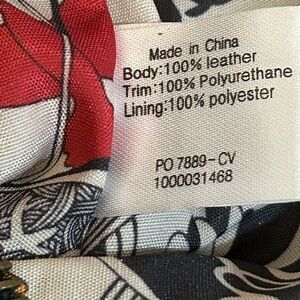 Made in China
Body:100% leather
Trim:100% Polyurethane
Lining:100% polyester
PO 7889-CV
1000031468